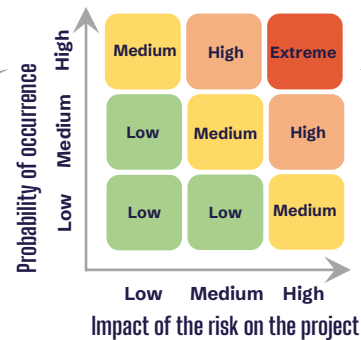 Probability of occurrence
High
Medium
Low
Medium High Extreme
Low Medium High
Low Low Medium
Low Medium High
Impact of the risk on the project